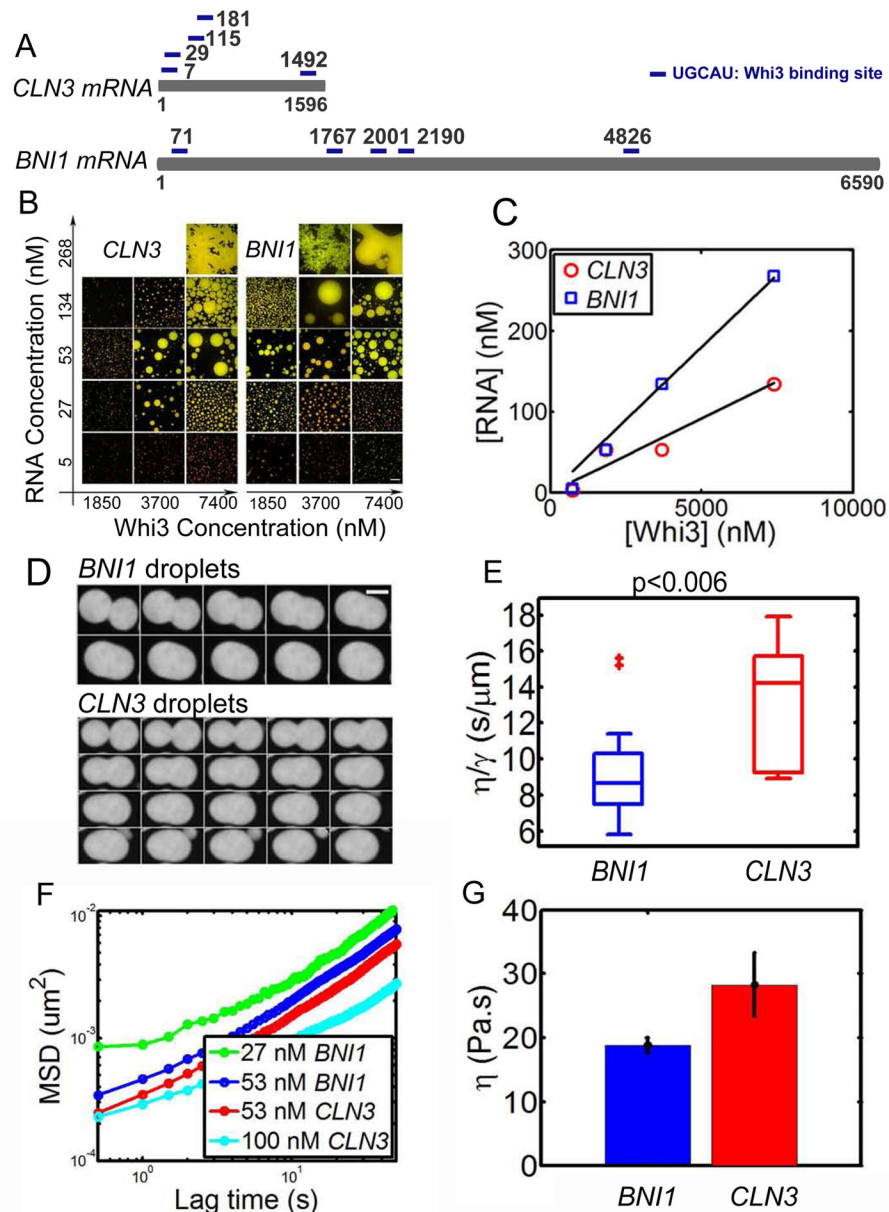 A
181
115
29
7
1492
CLN3 mRNA
1
1596
UGCAU: Whi3 binding site
71
1767
2001
2190
4826
BNI1 mRNA
1
6590
B
RNA Concentration (nM)
268
134
53
27
5
CLN3
BNI1
1850
3700
7400
1850
3700
7400
Whi3 Concentration (nM)
C
[RNA] (nM)
300
200
100
0
CLN3
BNI1
0
5000
10000
[Whi3] (nM)
D
BNI1 droplets
CLN3 droplets
E
p<0.006
η/γ (s/μm)
18
16
14
12
10
8
6
BNI1
CLN3
F
MSD (um²)
10⁻²
10⁻³
10⁻⁴
27 nM BNI1
53 nM BNI1
53 nM CLN3
100 nM CLN3
10⁰
10¹
Lag time (s)
G
η (Pa.s)
40
30
20
10
0
BNI1
CLN3